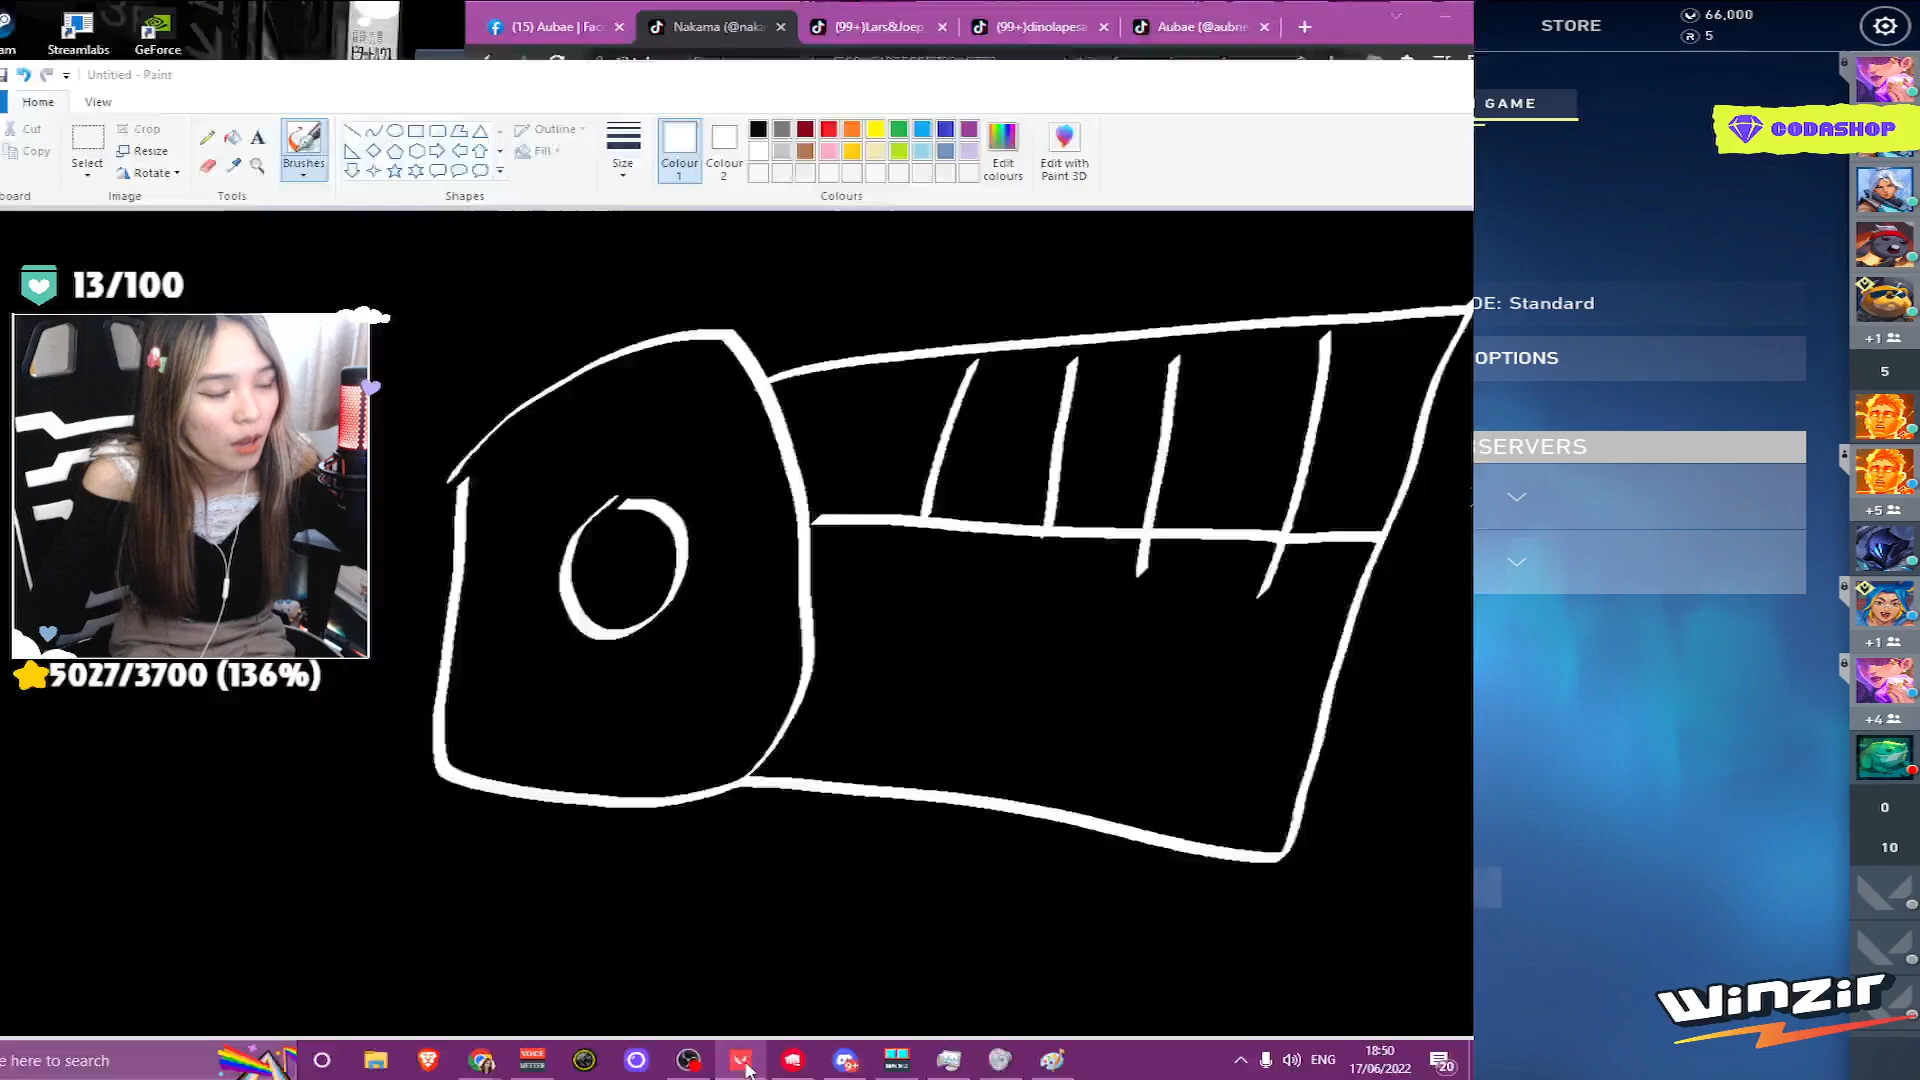 Streamlabs
GeForce
(15) Aubae | Fac
Nakama (@nak
(99+)Lars&Joep
(99+)dinolapesa
Aubae (@aubre
Untitled - Paint
Home
View
Cut
Copy
Select
Crop
Resize
Rotate
Image
Brushes
Tools
Shapes
Outline
Fill
Size
Colour
1
Colour
2
Edit
colours
Colours
Edit with
Paint 3D
STORE
66,000
R 5
GAME
CODASHOP
DE: Standard
OPTIONS
SERVERS
+1
5
+5
+1
+4
0
10
13/100
5027/3700 (136%)
WINZIR
e here to search
ENG
18:50
17/06/2022
20